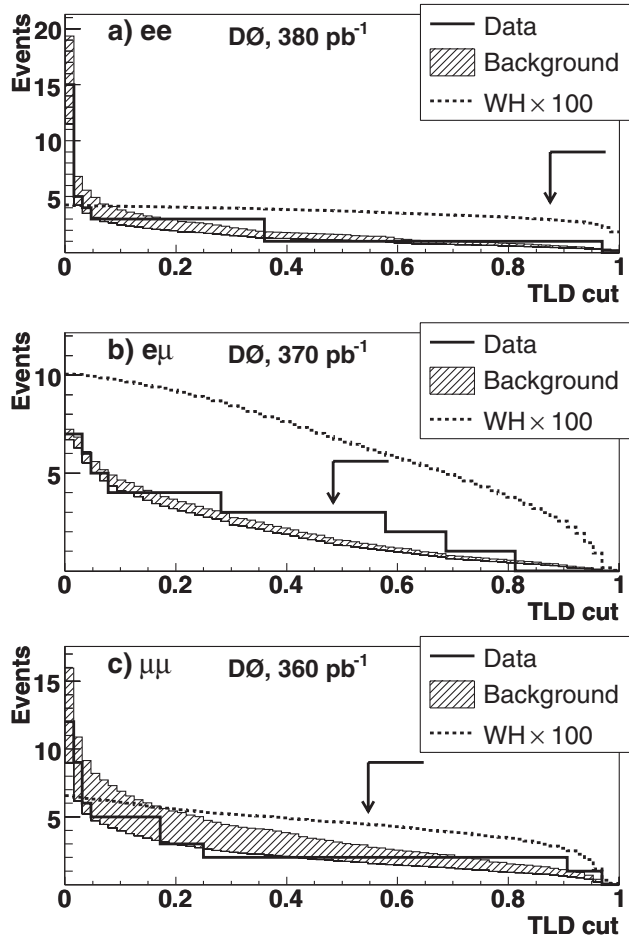 a) ee
DØ, 380 pb⁻¹
Data
Background
WH × 100
Events
20
15
10
5
0 0.2 0.4 0.6 0.8 1
TLD cut
b) eμ
DØ, 370 pb⁻¹
Data
Background
WH × 100
Events
10
5
0 0.2 0.4 0.6 0.8 1
TLD cut
c) μμ
DØ, 360 pb⁻¹
Data
Background
WH × 100
Events
15
10
5
0 0.2 0.4 0.6 0.8 1
TLD cut